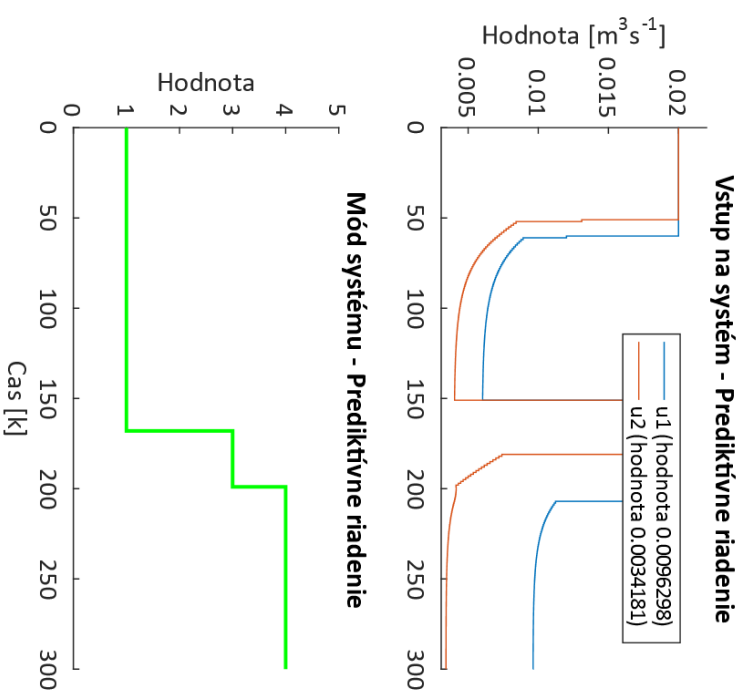 Vstup na systém - Prediktívne riadenie
Hodnota [m³s⁻¹]
0.02
0.015
0.01
0.005
0 50 100 150 200 250 300
u1 (hodnota 0.0096298)
u2 (hodnota 0.0034181)
Mód systému - Prediktívne riadenie
Hodnota
5
4
3
2
1
0
0 50 100 150 200 250 300
Cas [k]